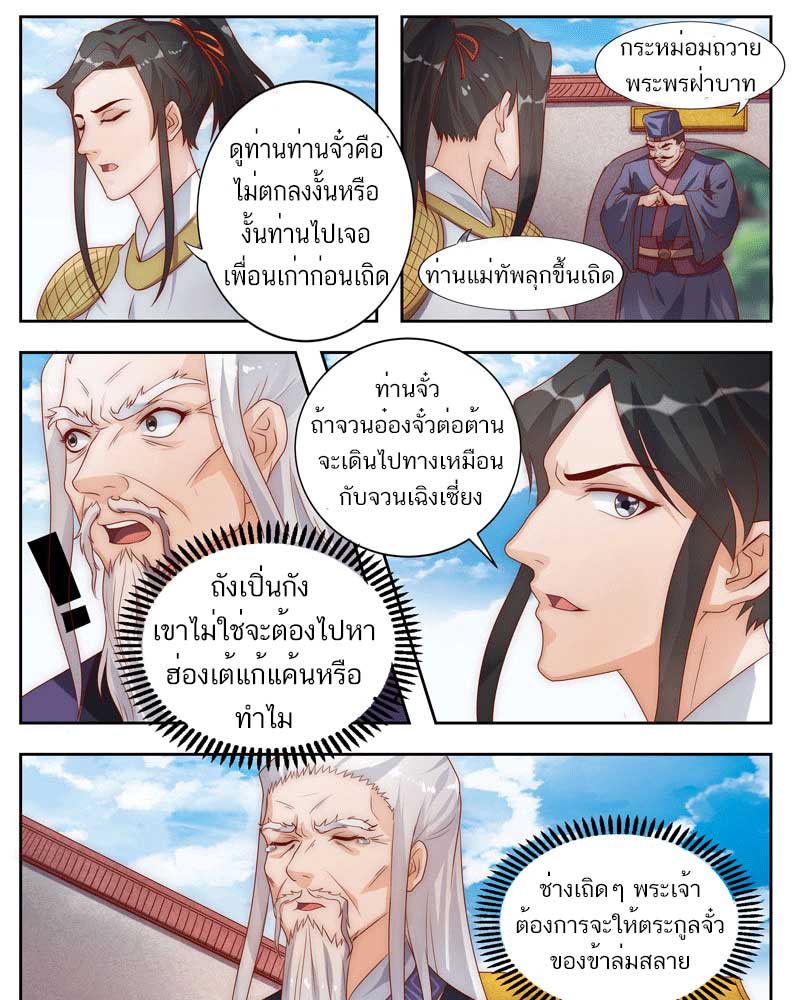 ดูท่านท่านจั๋วคือ
ไม่ตกลงงั้นหรือ
งั้นท่านไปเจอ
เพื่อนเก่าก่อนเถิด
กระหม่อมถวาย
พระพรฝ่าบาท
ท่านแม่ทัพลุกขึ้นเถิด
ท่านจั๋ว
ถ้าจวนอ๋องจั๋วต่อต้าน
จะเดินไปทางเหมือน
กับจวนเฉิงเซี่ยง
!!
ถังเปิ่นกัง
เขาไม่ใช่จะต้องไปหา
ฮ่องเต้แก้แค้นหรือ
ทำไม
ช่างเถิดๆ พระเจ้า
ต้องการจะให้ตระกูลจั๋ว
ของข้าล่มสลาย